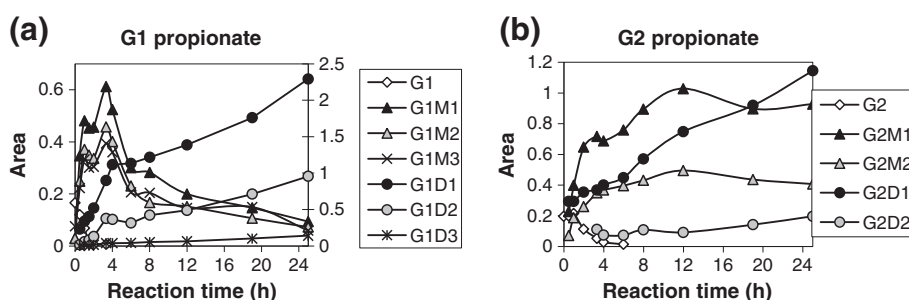 (a)
G1 propionate
Area
0.6
0.4
0.2
0
2.5
2
1.5
1
0.5
0
0 4 8 12 16 20 24
Reaction time (h)
G1
G1M1
G1M2
G1M3
G1D1
G1D2
G1D3
(b)
G2 propionate
Area
1.2
1
0.8
0.6
0.4
0.2
0
0 4 8 12 16 20 24
Reaction time (h)
G2
G2M1
G2M2
G2D1
G2D2